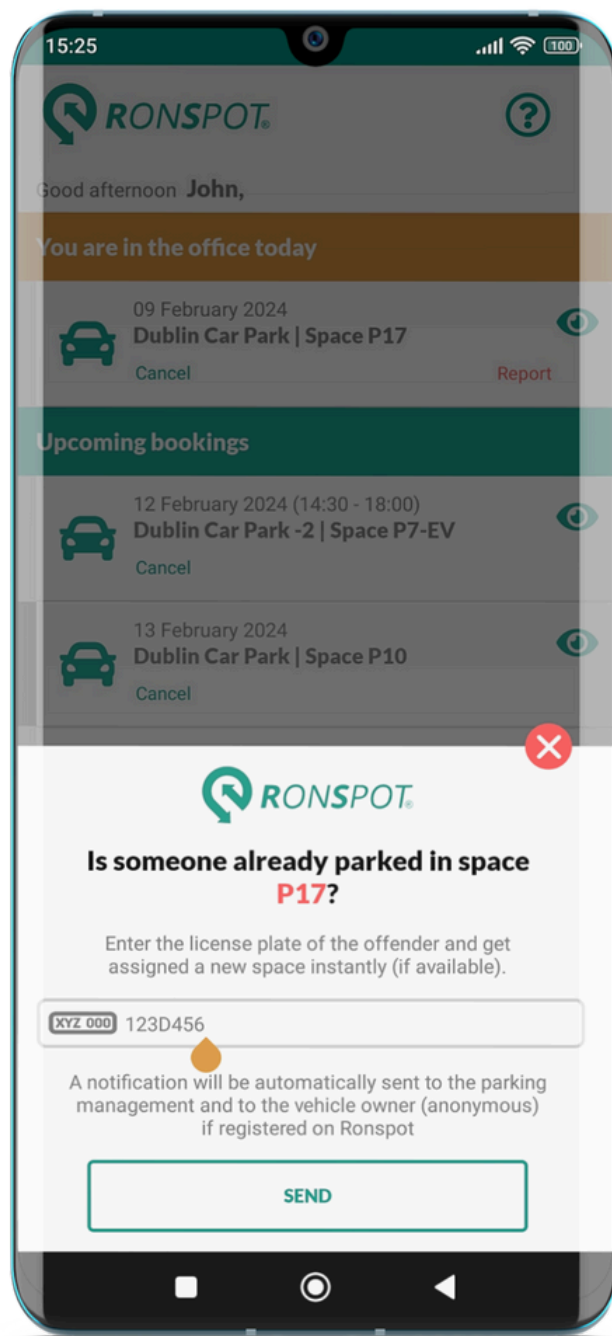 15:25
100
RONSPOT®
Good afternoon John,
You are in the office today
09 February 2024
Dublin Car Park | Space P17
Cancel
Report
Upcoming bookings
12 February 2024 (14:30 - 18:00)
Dublin Car Park -2 | Space P7-EV
Cancel
13 February 2024
Dublin Car Park | Space P10
Cancel
RONSPOT®
Is someone already parked in space
P17?
Enter the license plate of the offender and get
assigned a new space instantly (if available).
XYZ 000 123D456
A notification will be automatically sent to the parking
management and to the vehicle owner (anonymous)
if registered on Ronspot
SEND